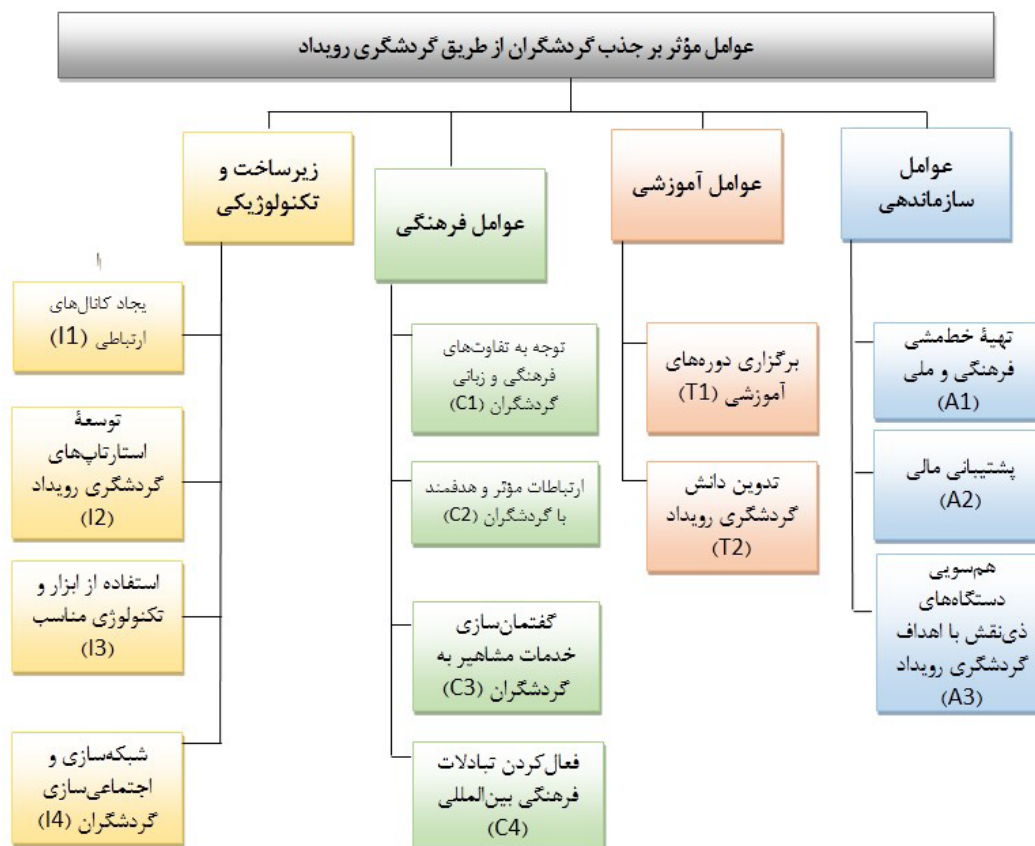 عوامل مؤثر بر جذب گردشگران از طریق گردشگری رویداد
عوامل
سازماندهی
تهیهٔ خط‌مشی
فرهنگی و ملی
(A1)
پشتیبانی مالی
(A2)
هم‌سویی
دستگاه‌های
ذی‌نقش با اهداف
گردشگری رویداد
(A3)
عوامل آموزشی
برگزاری دوره‌های
آموزشی (T1)
تدوین دانش
گردشگری رویداد
(T2)
عوامل فرهنگی
توجه به تفاوت‌های
فرهنگی و زبانی
گردشگران (C1)
ارتباطات مؤثر و هدفمند
با گردشگران (C2)
گفتمان‌سازی
خدمات مشاهیر به
گردشگران (C3)
فعال‌کردن تبادلات
فرهنگی بین‌المللی
(C4)
زیرساخت و
تکنولوژیکی
ا
یجاد کانال‌های
ارتباطی (I1)
توسعهٔ
استارتاپ‌های
گردشگری رویداد
(I2)
استفاده از ابزار و
تکنولوژی مناسب
(I3)
شبکه‌سازی و
اجتماعی‌سازی
گردشگران (I4)